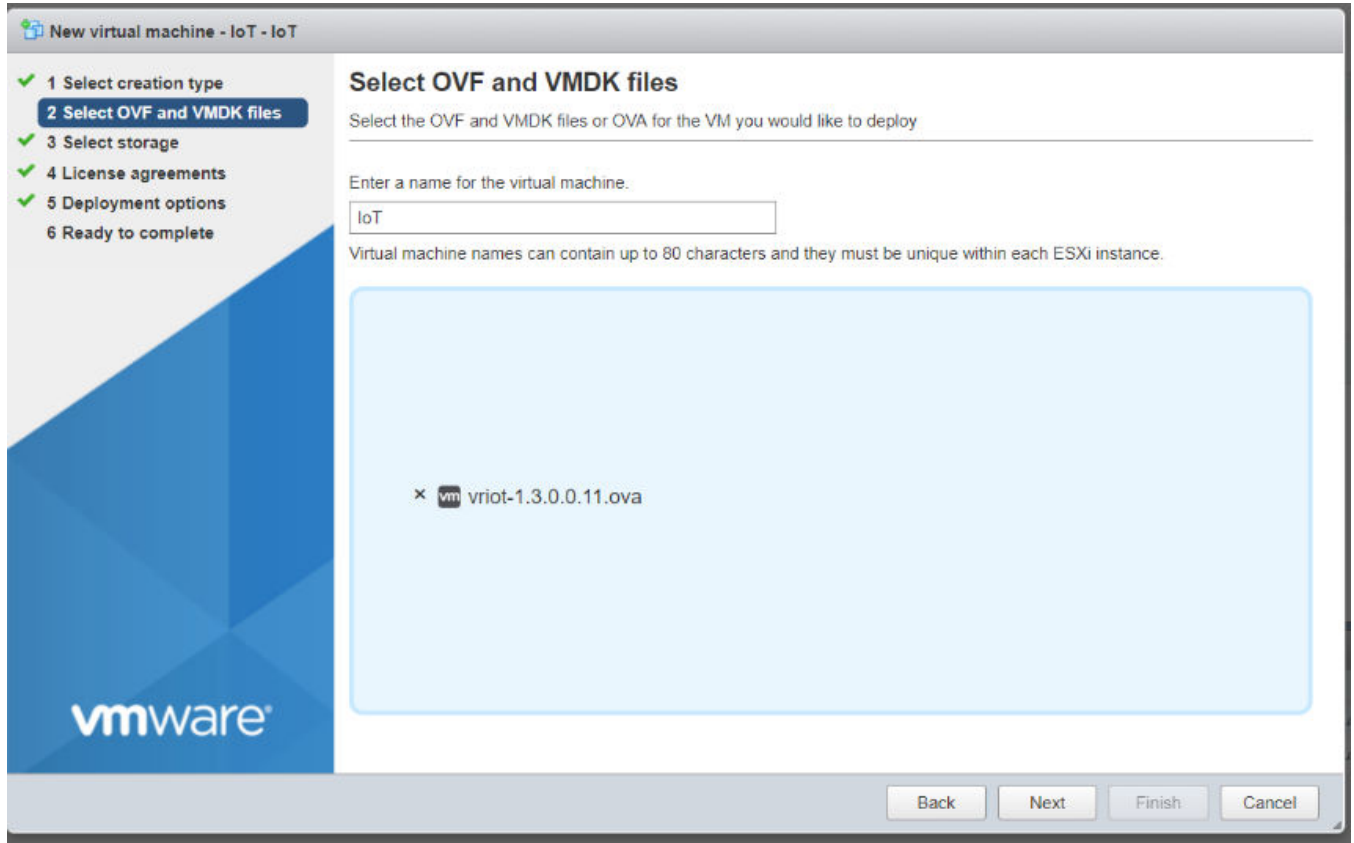 New virtual machine - IoT - IoT
1 Select creation type
2 Select OVF and VMDK files
3 Select storage
4 License agreements
5 Deployment options
6 Ready to complete
vmware®
Select OVF and VMDK files
Select the OVF and VMDK files or OVA for the VM you would like to deploy
Enter a name for the virtual machine.
IoT
Virtual machine names can contain up to 80 characters and they must be unique within each ESXi instance.
× vm vriot-1.3.0.0.11.ova
Back Next Finish Cancel